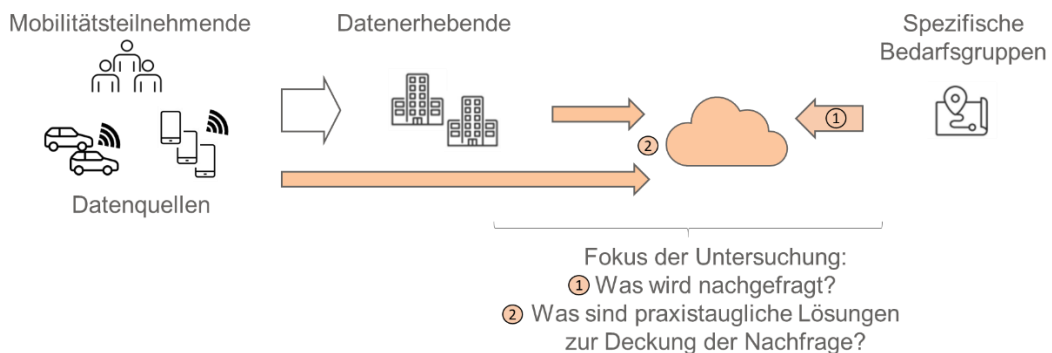 Mobilitätsteilnehmende
Datenquellen
Datenerhebende
Spezifische
Bedarfsgruppen
1
2
Fokus der Untersuchung:
1 Was wird nachgefragt?
2 Was sind praxistaugliche Lösungen
zur Deckung der Nachfrage?